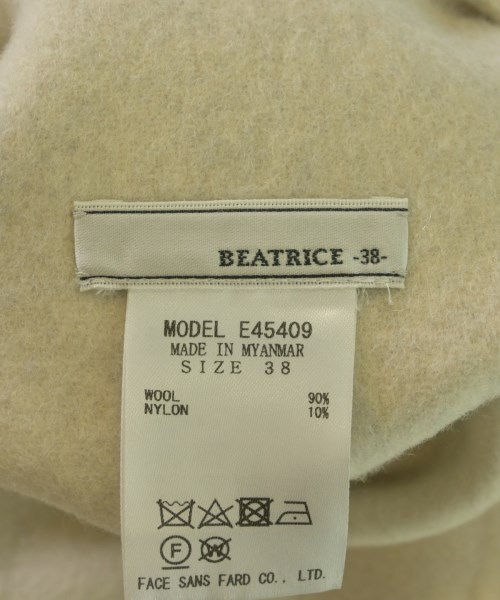 BEATRICE -38-
MODEL E45409
MADE IN MYANMAR
SIZE 38
WOOL 90%
NYLON 10%
F W
FACE SANS FARD CO., LTD.